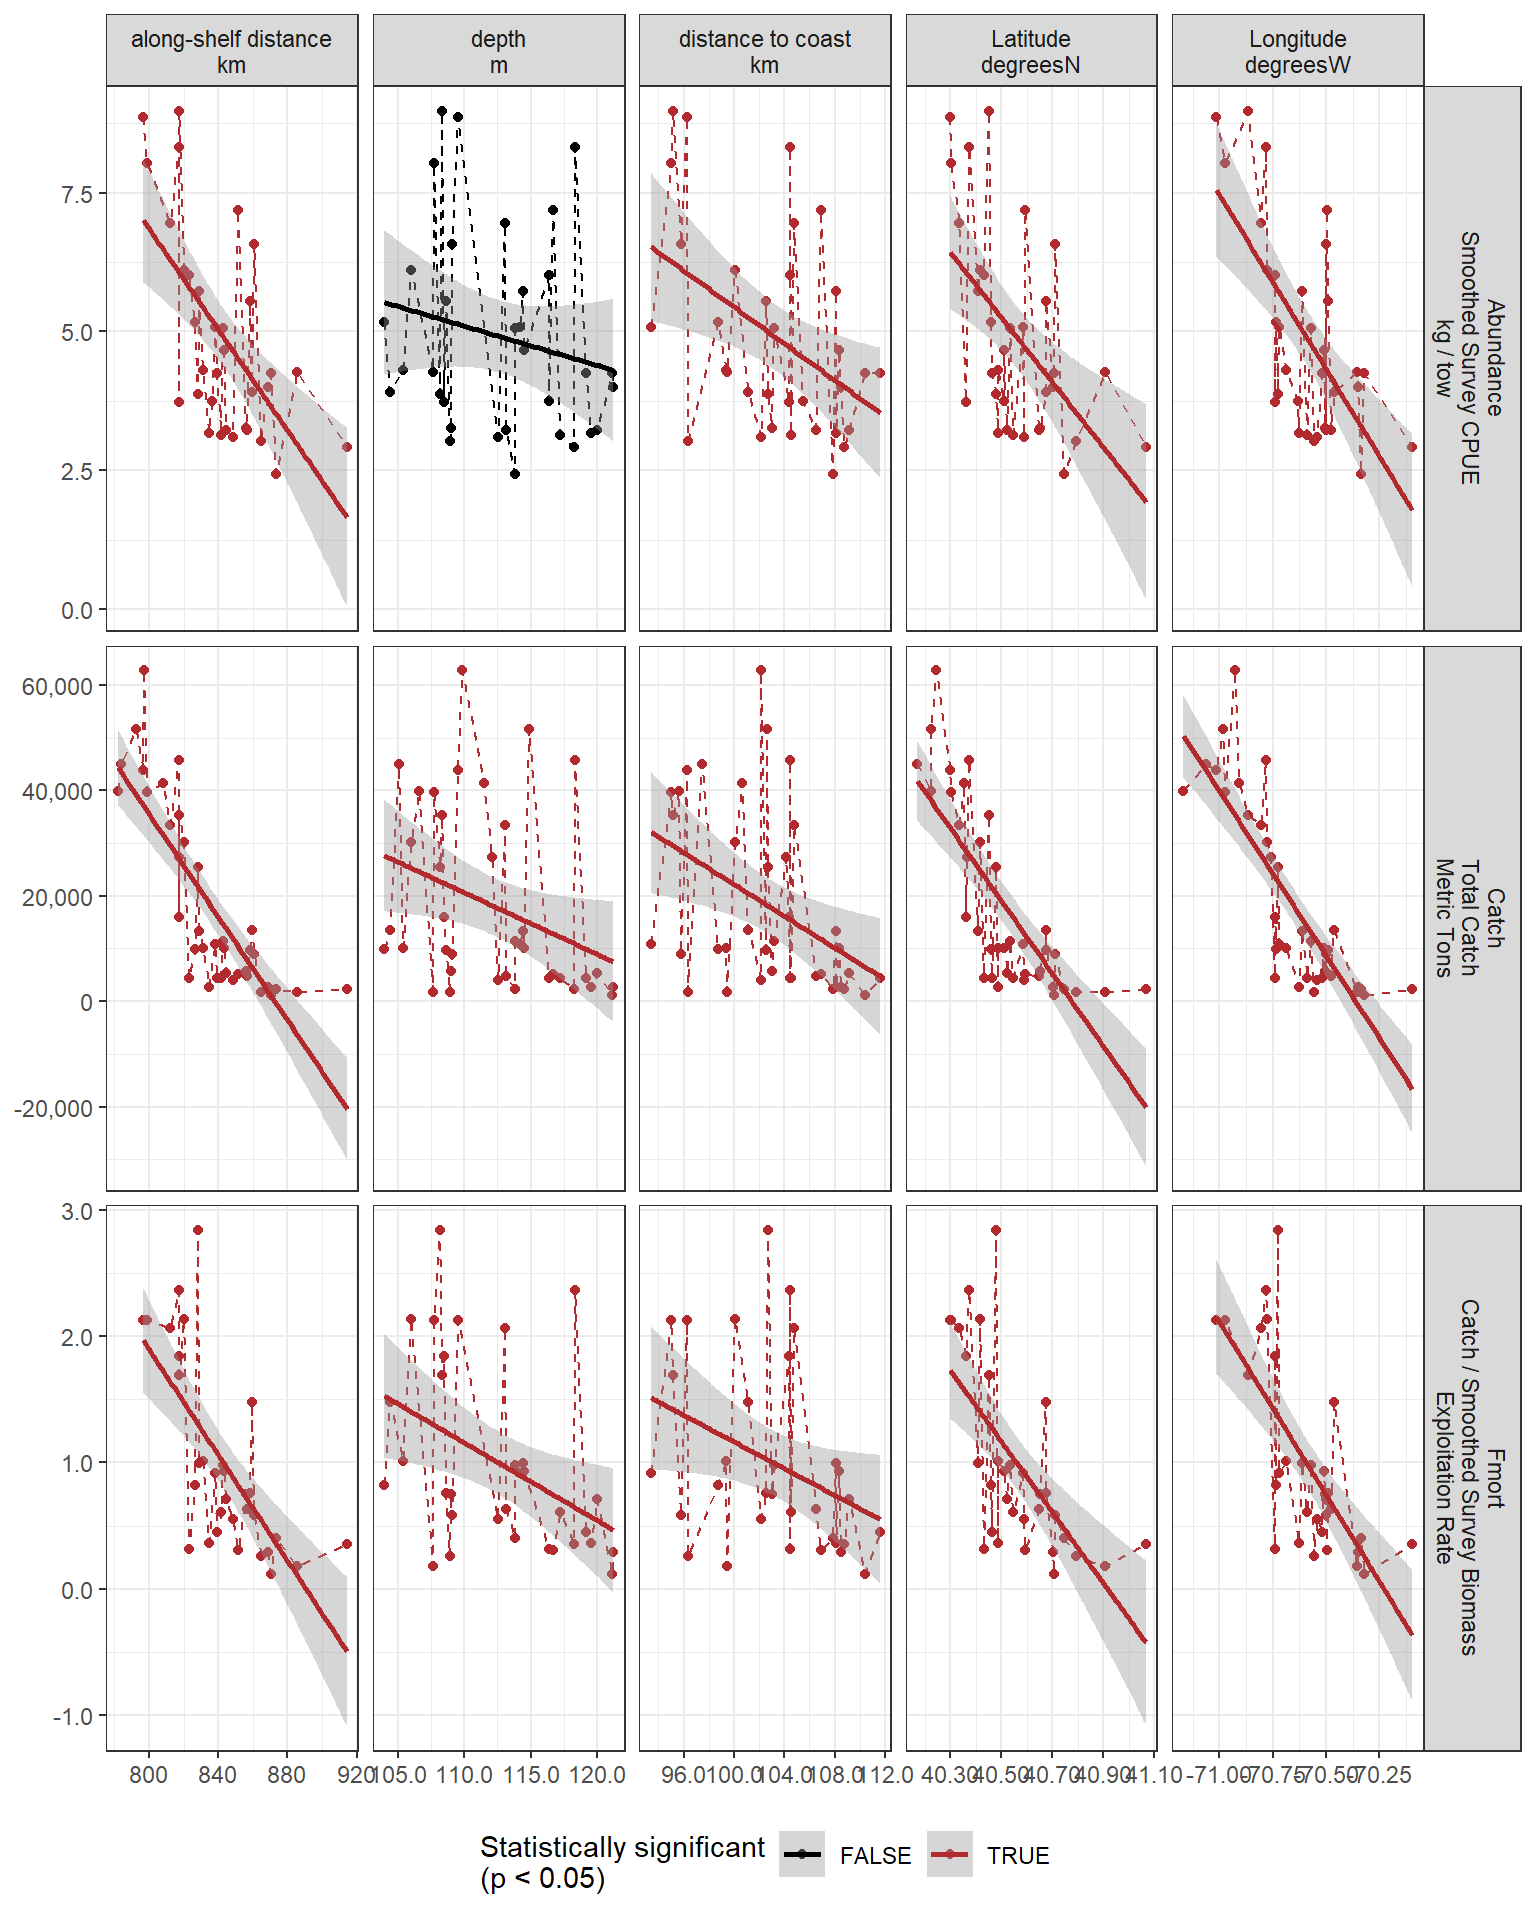 along-shelf distance
km
depth
m
distance to coast
km
Latitude
degreesN
Longitude
degreesW
7.5
5.0
2.5
0.0
Abundance
Smoothed Survey CPUE
kg / tow
60,000
40,000
20,000
0
-20,000
Catch
Total Catch
Metric Tons
3.0
2.0
1.0
0.0
-1.0
Fmort
Catch / Smoothed Survey Biomass
Exploitation Rate
800 840 880 920
105.0 110.0 115.0 120.0
96.0 100.0 104.0 108.0 112.0
40.30 40.50 40.70 40.90 41.10
-71.00 -70.75 -70.50 -70.25
Statistically significant
(p < 0.05)
FALSE
TRUE